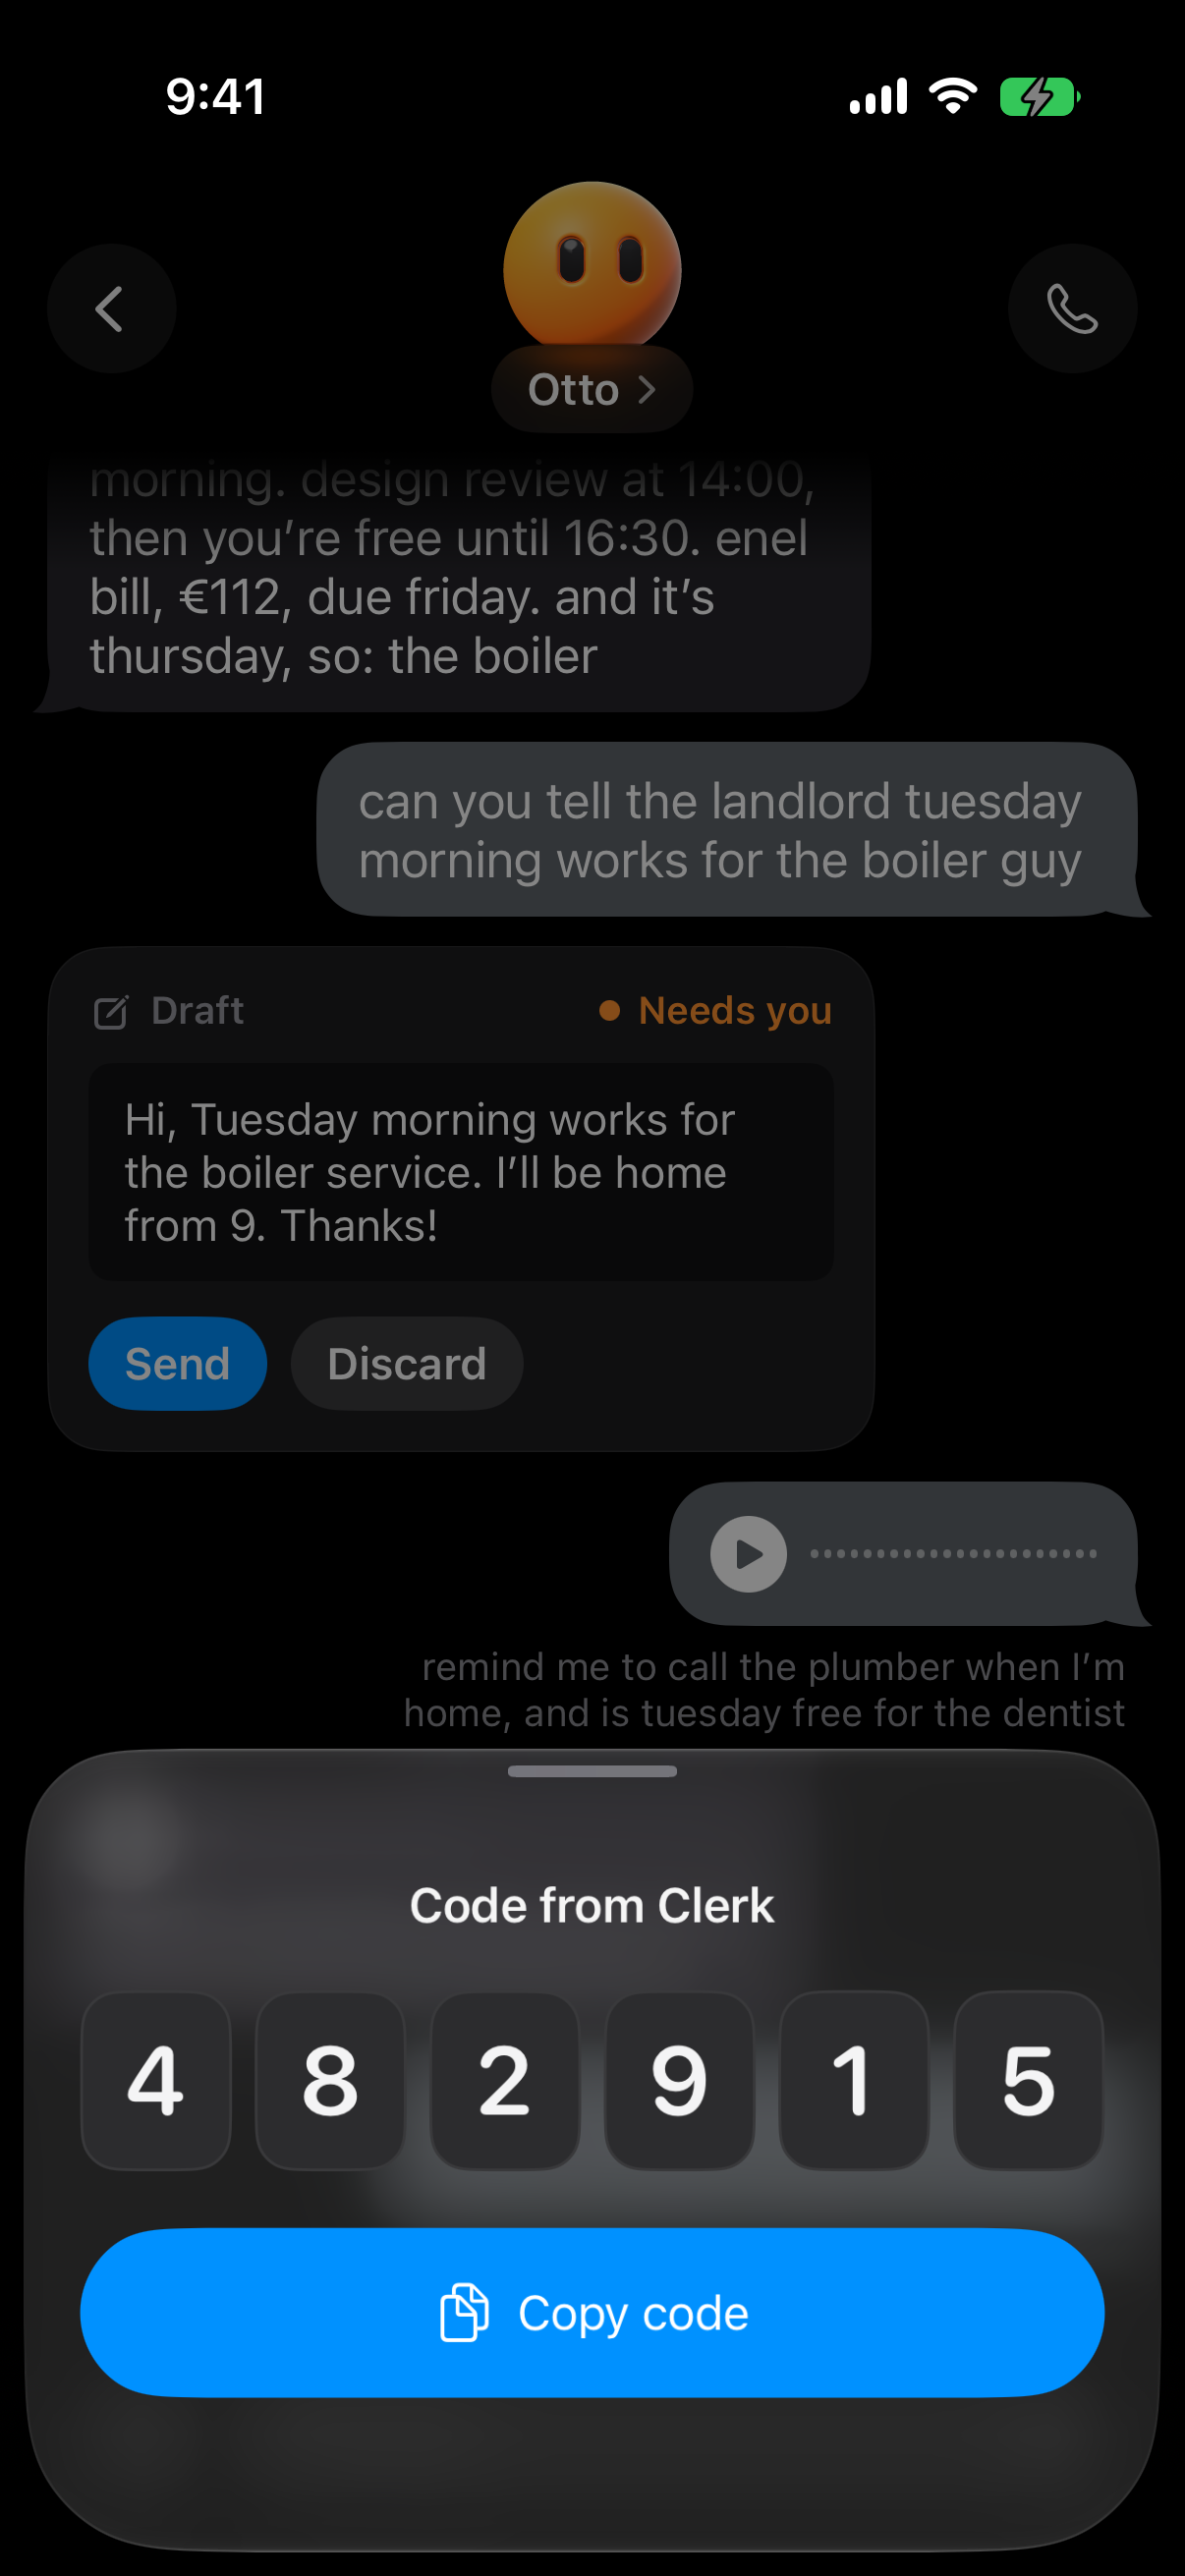 9:41
Otto
morning. design review at 14:00,
then you’re free until 16:30. enel
bill, €112, due friday. and it’s
thursday, so: the boiler
can you tell the landlord tuesday
morning works for the boiler guy
Draft
Needs you
Hi, Tuesday morning works for
the boiler service. I’ll be home
from 9. Thanks!
Send
Discard
remind me to call the plumber when I’m
home, and is tuesday free for the dentist
Code from Clerk
4 8 2 9 1 5
Copy code